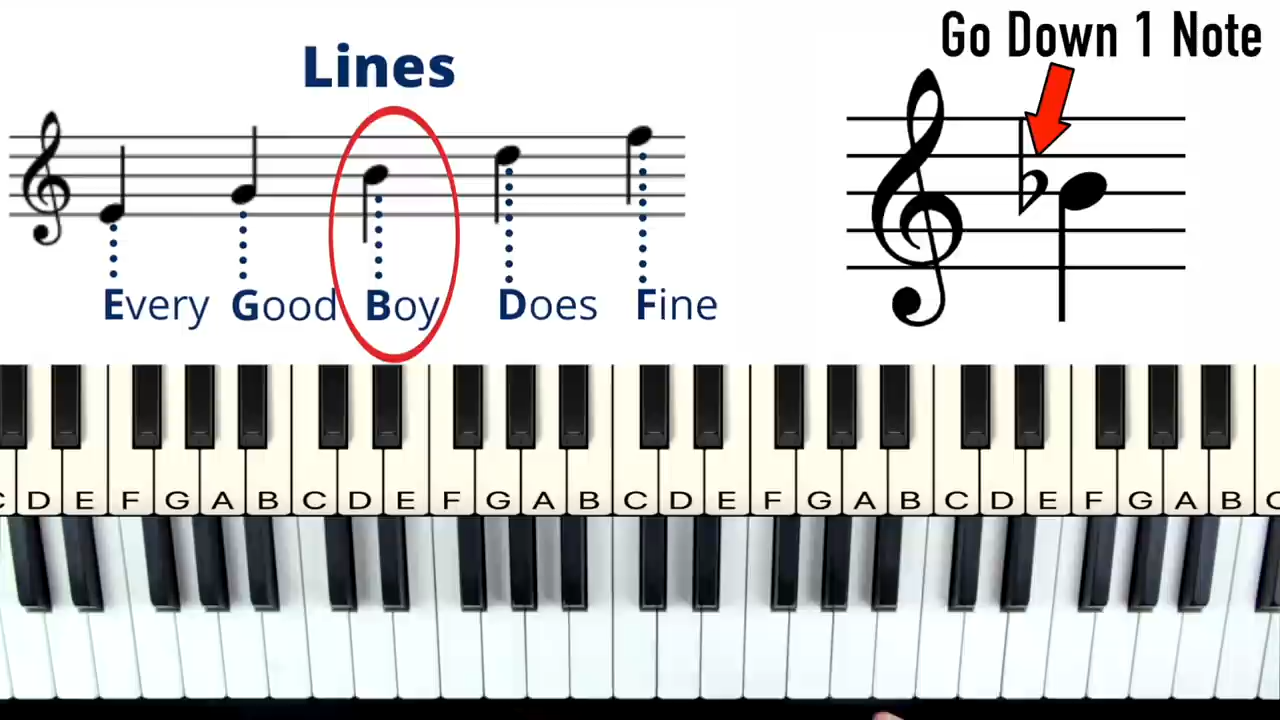 Go Down 1 Note
Lines
Every Good Boy Does Fine
C D E F G A B C D E F G A B C D E F G A B C D E F G A B C